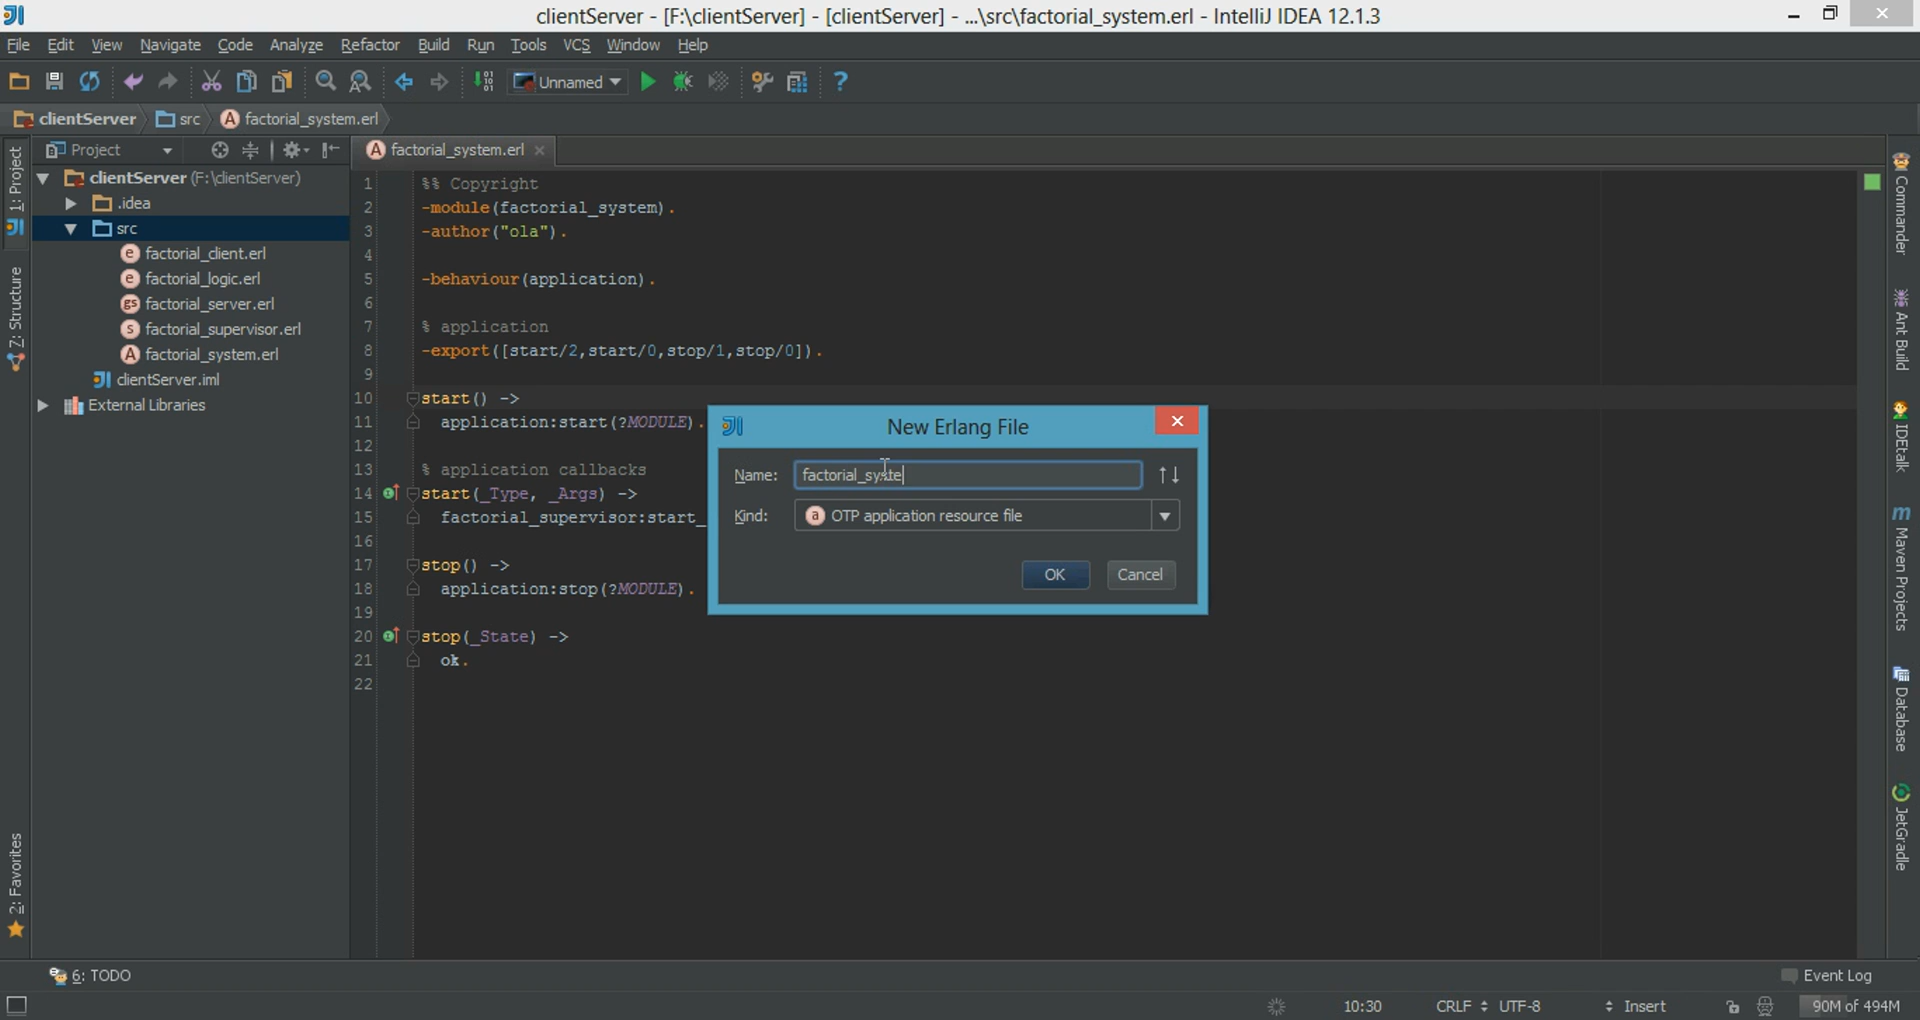 clientServer - [F:\clientServer] - [clientServer] - ...\src\factorial_system.erl - IntelliJ IDEA 12.1.3
File Edit View Navigate Code Analyze Refactor Build Run Tools VCS Window Help
Unnamed
clientServer src factorial_system.erl
1: Project
7: Structure
2: Favorites
Project
clientServer (F:\clientServer)
.idea
src
factorial_client.erl
factorial_logic.erl
factorial_server.erl
factorial_supervisor.erl
factorial_system.erl
clientServer.iml
External Libraries
factorial_system.erl
1 %% Copyright
2 -module(factorial_system).
3 -author("ola").
4
5 -behaviour(application).
6
7 % application
8 -export([start/2,start/0,stop/1,stop/0]).
9
10 start() ->
11 application:start(?MODULE).
12
13 % application callbacks
14 start(_Type, _Args) ->
15 factorial_supervisor:start_
16
17 stop() ->
18 application:stop(?MODULE).
19
20 stop(_State) ->
21 ok.
22
New Erlang File
Name: factorial_syste
Kind: OTP application resource file
OK Cancel
Commander
Ant Build
IDEtalk
Maven Projects
Database
JetGradle
6: TODO
Event Log
10:30 CRLF UTF-8 Insert 90M of 494M